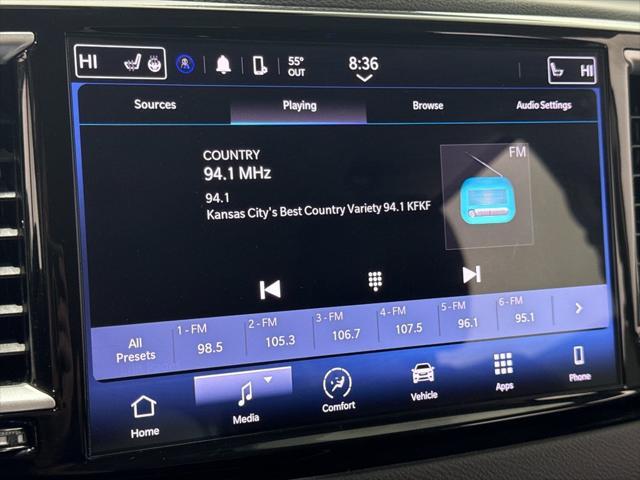 HI
55°
OUT
8:36
HI
Sources
Playing
Browse
Audio Settings
COUNTRY
94.1 MHz
94.1
Kansas City's Best Country Variety 94.1 KFKF
FM
All
Presets
1 - FM
98.5
2 - FM
105.3
3 - FM
106.7
4 - FM
107.5
5 - FM
96.1
6 - FM
95.1
Home
Media
Comfort
Vehicle
Apps
Phone